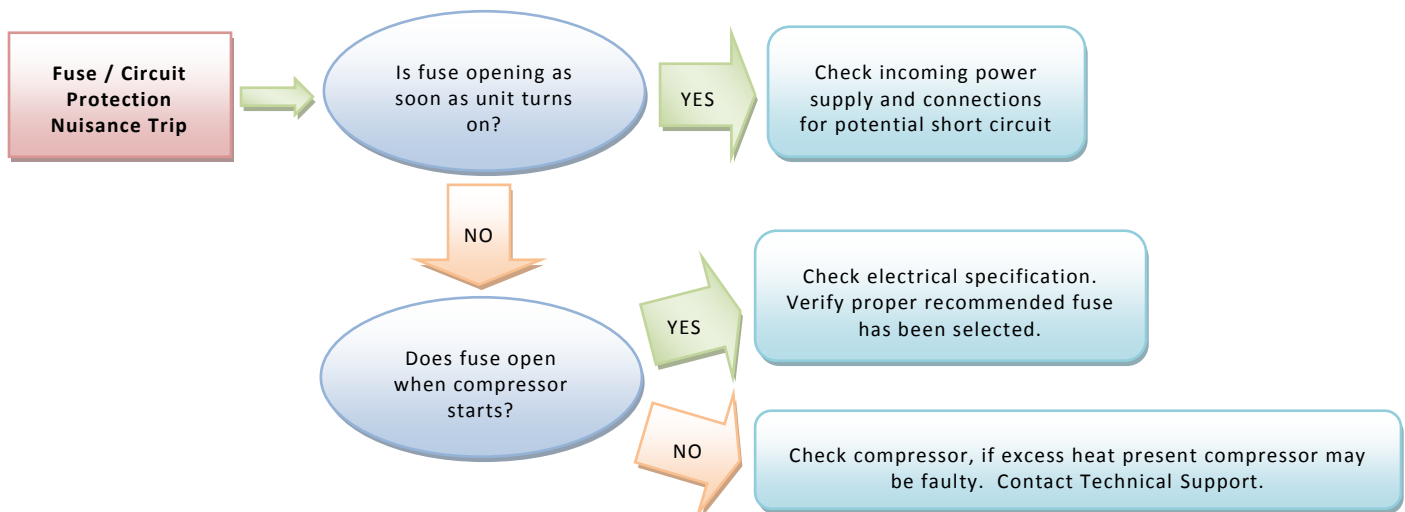 Fuse / Circuit
Protection
Nuisance Trip
Is fuse opening as
soon as unit turns
on?
YES
Check incoming power
supply and connections
for potential short circuit
NO
Does fuse open
when compressor
starts?
YES
Check electrical specification.
Verify proper recommended fuse
has been selected.
NO
Check compressor, if excess heat present compressor may
be faulty.  Contact Technical Support.